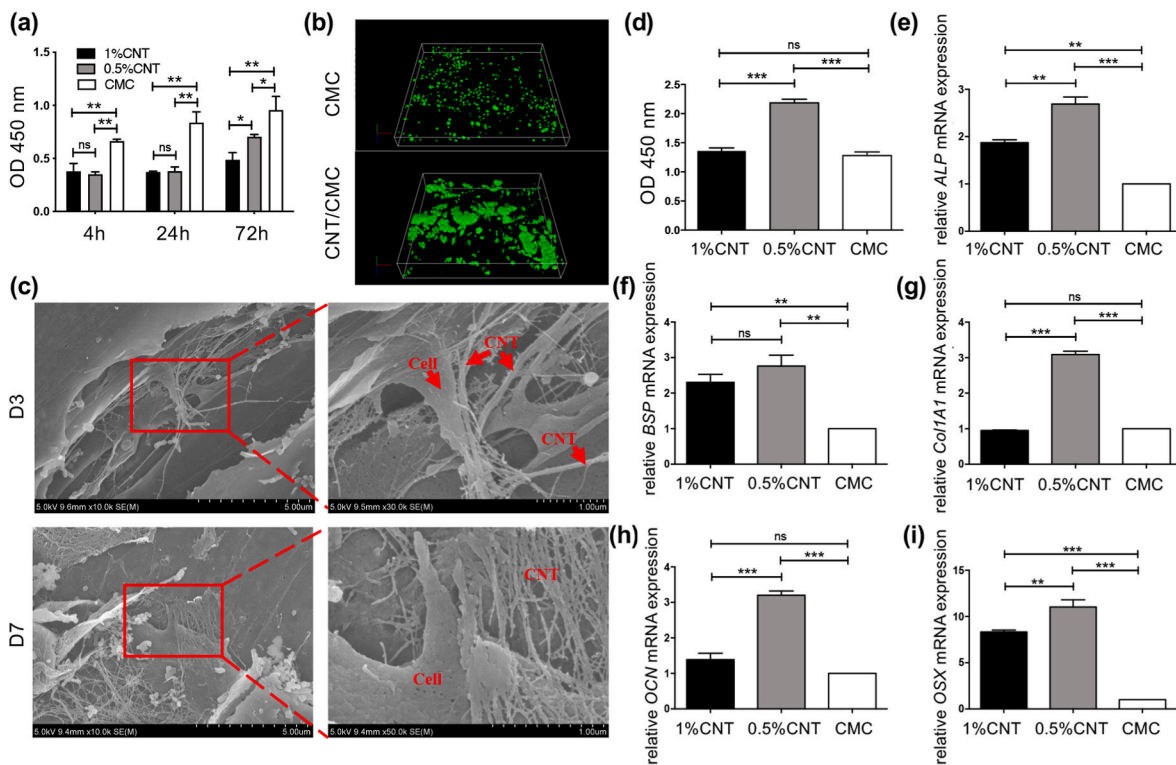 (a)
1%CNT
0.5%CNT
CMC
OD 450 nm
1.5
1.0
0.5
0.0
** ** ns
** ** ns
** * *
4h 24h 72h
(b)
CMC
CNT/CMC
(c)
D3
5.0kV 9.6mm x10.0k SE(M) 5.00um
Cell
CNT
CNT
5.0kV 9.5mm x30.0k SE(M) 1.00um
D7
5.0kV 9.4mm x10.0k SE(M) 5.00um
CNT
Cell
5.0kV 9.4mm x50.0k SE(M) 1.00um
(d)
OD 450 nm
ns
*** ***
2.5
2.0
1.5
1.0
0.5
0.0
1%CNT 0.5%CNT CMC
(e)
relative ALP mRNA expression
**
** ***
3
2
1
0
1%CNT 0.5%CNT CMC
(f)
relative BSP mRNA expression
**
ns **
4
3
2
1
0
1%CNT 0.5%CNT CMC
(g)
relative Col1A1 mRNA expression
ns
*** ***
4
3
2
1
0
1%CNT 0.5%CNT CMC
(h)
relative OCN mRNA expression
ns
*** ***
4
3
2
1
0
1%CNT 0.5%CNT CMC
(i)
relative OSX mRNA expression
***
** ***
15
10
5
0
1%CNT 0.5%CNT CMC